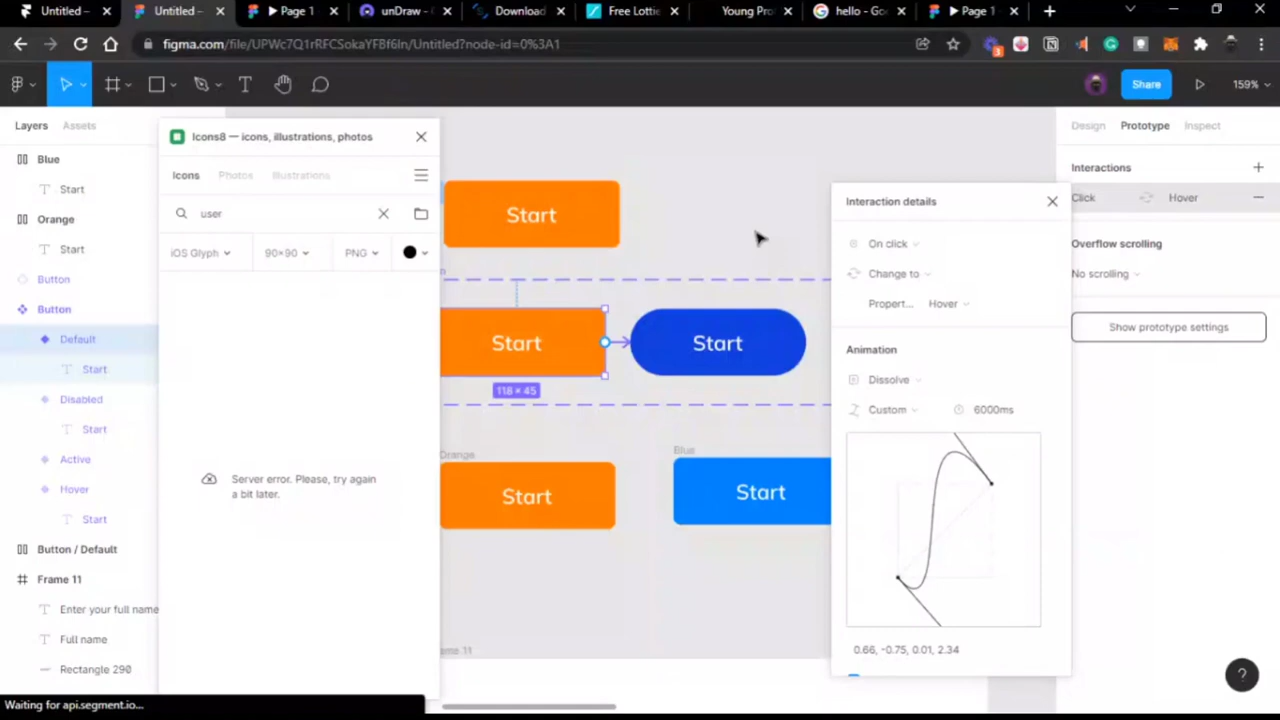 Untitled –
Untitled –
Page 1
unDraw -
Download
Free Lottie
Young Pro
hello - Goo
Page 1
figma.com/file/UPWc7Q1rRFCSokaYFBf6ln/Untitled?node-id=0%3A1
3
Share
159%
Layers
Assets
Blue
Start
Orange
Start
Button
Button
Default
Start
Disabled
Start
Active
Hover
Start
Button / Default
Frame 11
Enter your full name
Full name
Rectangle 290
Icons8 — icons, illustrations, photos
Icons
Photos
Illustrations
user
iOS Glyph
90×90
PNG
Server error. Please, try again
a bit later.
Start
Start
Start
118 × 45
Orange
Blue
Start
Start
Interaction details
On click
Change to
Propert...
Hover
Animation
Dissolve
Custom
6000ms
0.66, -0.75, 0.01, 2.34
Design
Prototype
Inspect
Interactions
Click
Hover
Overflow scrolling
No scrolling
Show prototype settings
?
Waiting for api.segment.io...